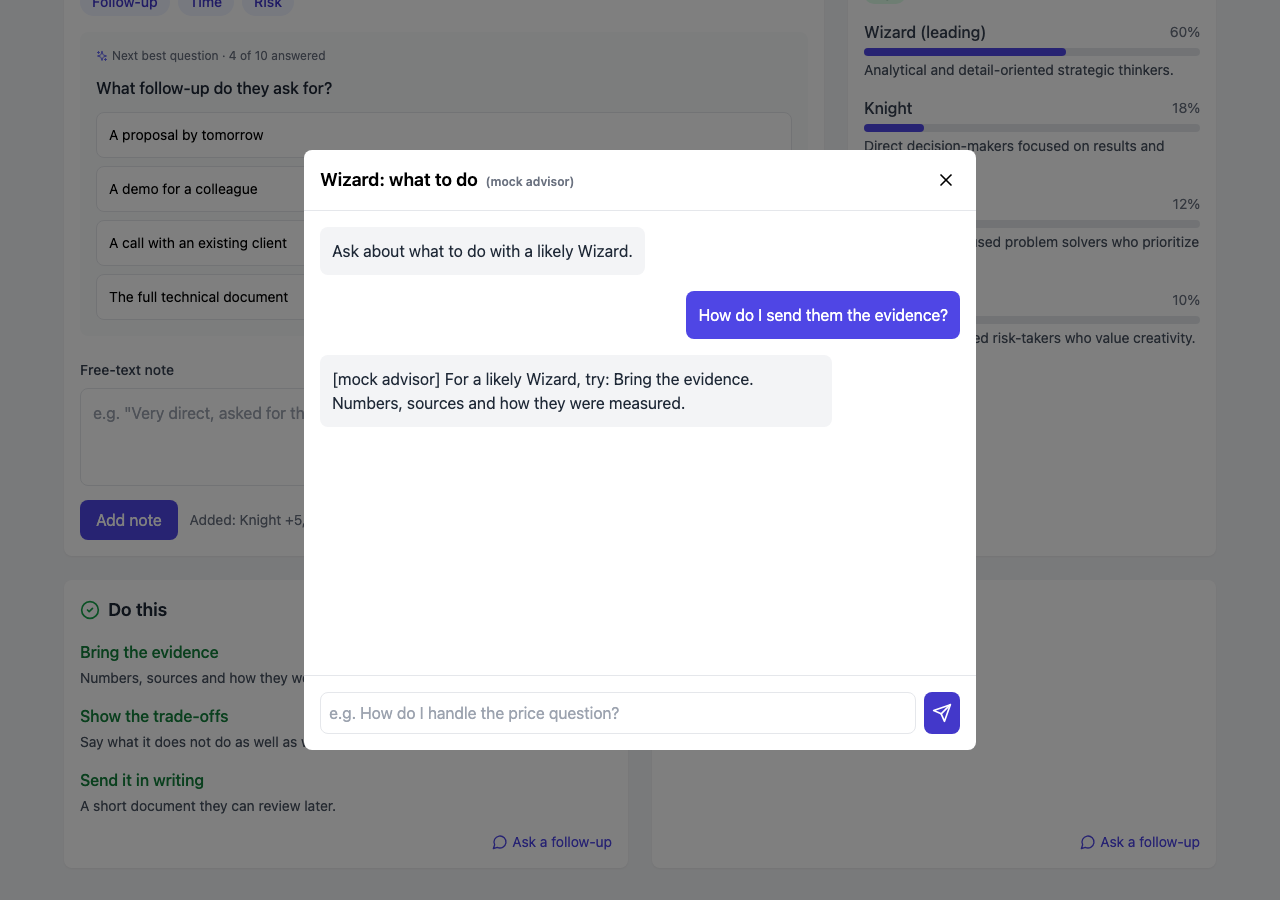 Follow-up
Time
Risk
Next best question · 4 of 10 answered
What follow-up do they ask for?
A proposal by tomorrow
A demo for a colleague
A call with an existing client
The full technical document
Free-text note
e.g. "Very direct, asked for th
Add note
Added: Knight +5,
Wizard (leading)
60%
Analytical and detail-oriented strategic thinkers.
Knight
18%
Direct decision-makers focused on results and
12%
problem solvers who prioritize
10%
risk-takers who value creativity.
Wizard: what to do (mock advisor)
Ask about what to do with a likely Wizard.
How do I send them the evidence?
[mock advisor] For a likely Wizard, try: Bring the evidence.
Numbers, sources and how they were measured.
e.g. How do I handle the price question?
Do this
Bring the evidence
Numbers, sources and how they
Show the trade-offs
Say what it does not do as well as
Send it in writing
A short document they can review later.
Ask a follow-up
Ask a follow-up